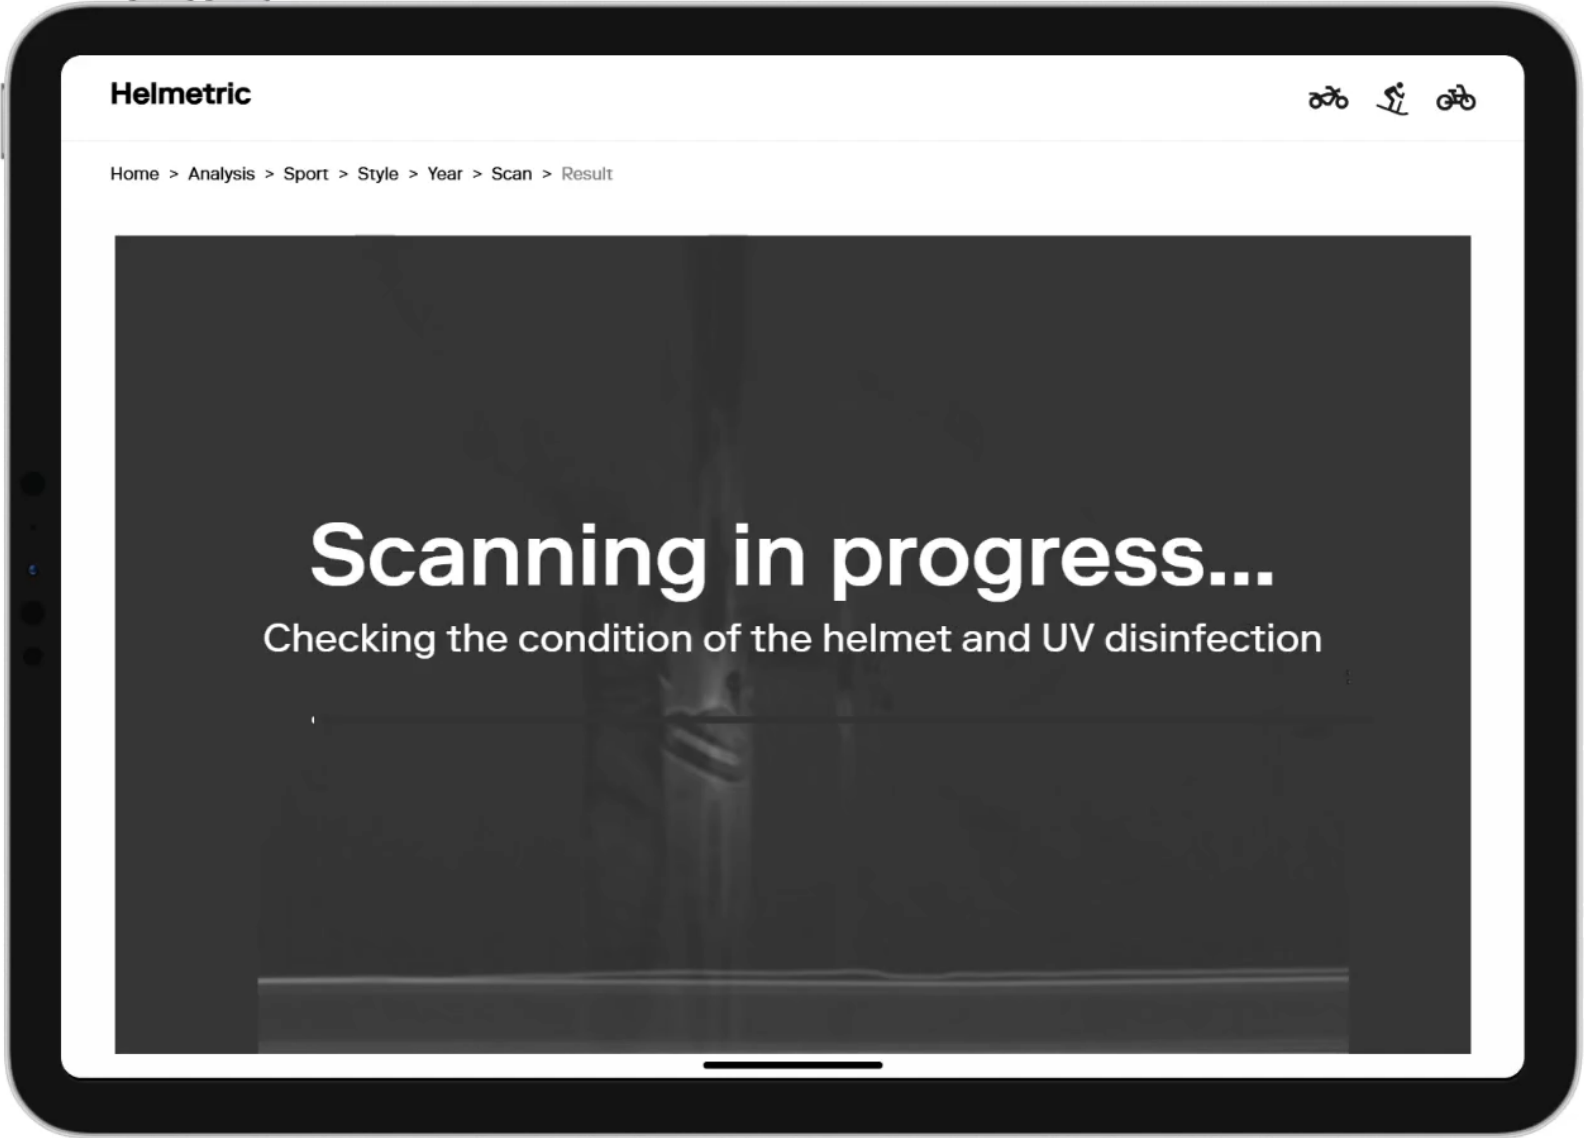 Helmetric
Home > Analysis > Sport > Style > Year > Scan > Result
Scanning in progress...
Checking the condition of the helmet and UV disinfection